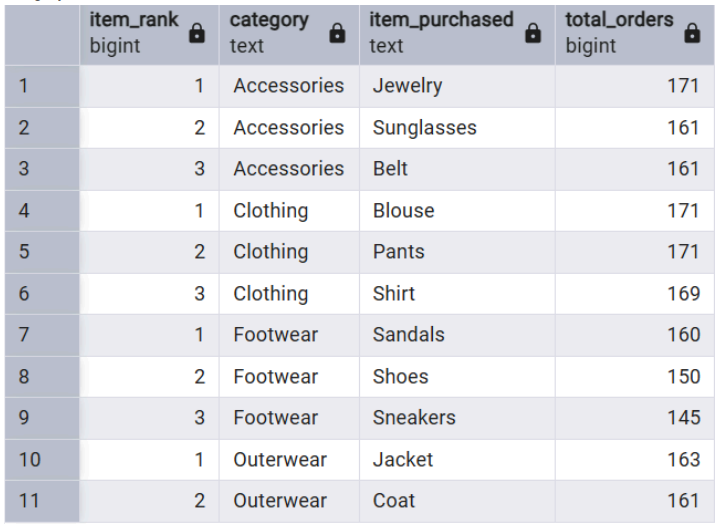 item_rank category item_purchased total_orders
bigint text text bigint
1 1 Accessories Jewelry 171
2 2 Accessories Sunglasses 161
3 3 Accessories Belt 161
4 1 Clothing Blouse 171
5 2 Clothing Pants 171
6 3 Clothing Shirt 169
7 1 Footwear Sandals 160
8 2 Footwear Shoes 150
9 3 Footwear Sneakers 145
10 1 Outerwear Jacket 163
11 2 Outerwear Coat 161